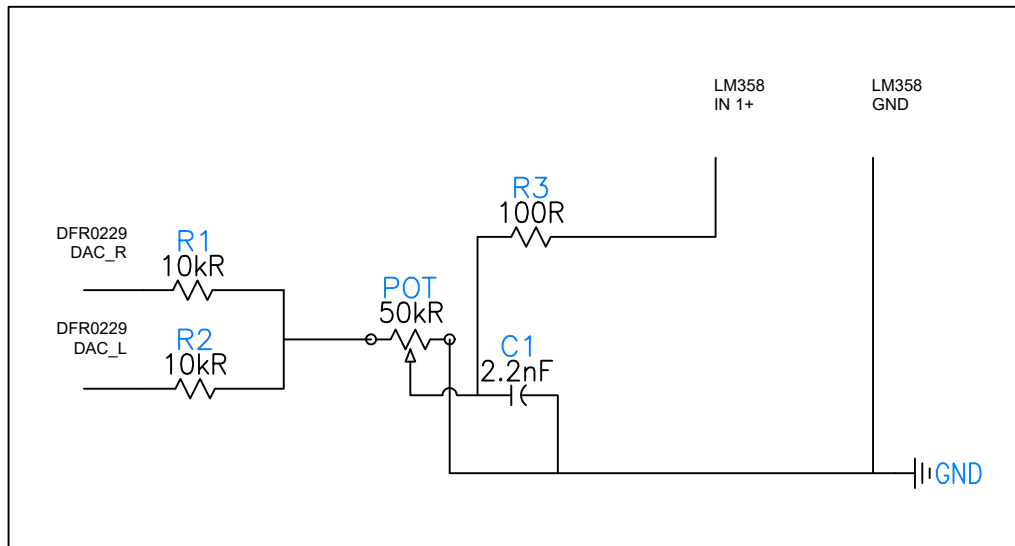 LM358
IN 1+
LM358
GND
R3
100R
DFR0229
DAC_R
R1
10kR
POT
50kR
DFR0229
DAC_L
R2
10kR
C1
2.2nF
GND